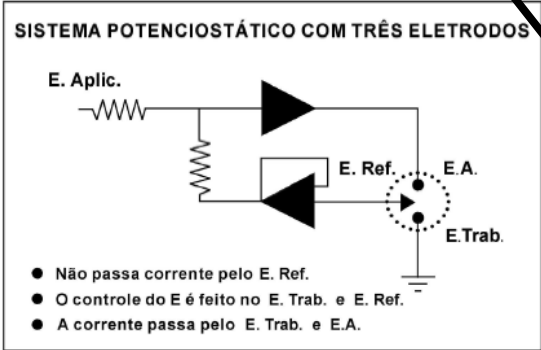 SISTEMA POTENCIOSTÁTICO COM TRÊS ELETRODOS
E. Aplic.
E. Ref. E.A.
E.Trab.
● Não passa corrente pelo E. Ref.
● O controle do E é feito no E. Trab. e E. Ref.
● A corrente passa pelo E. Trab. e E.A.